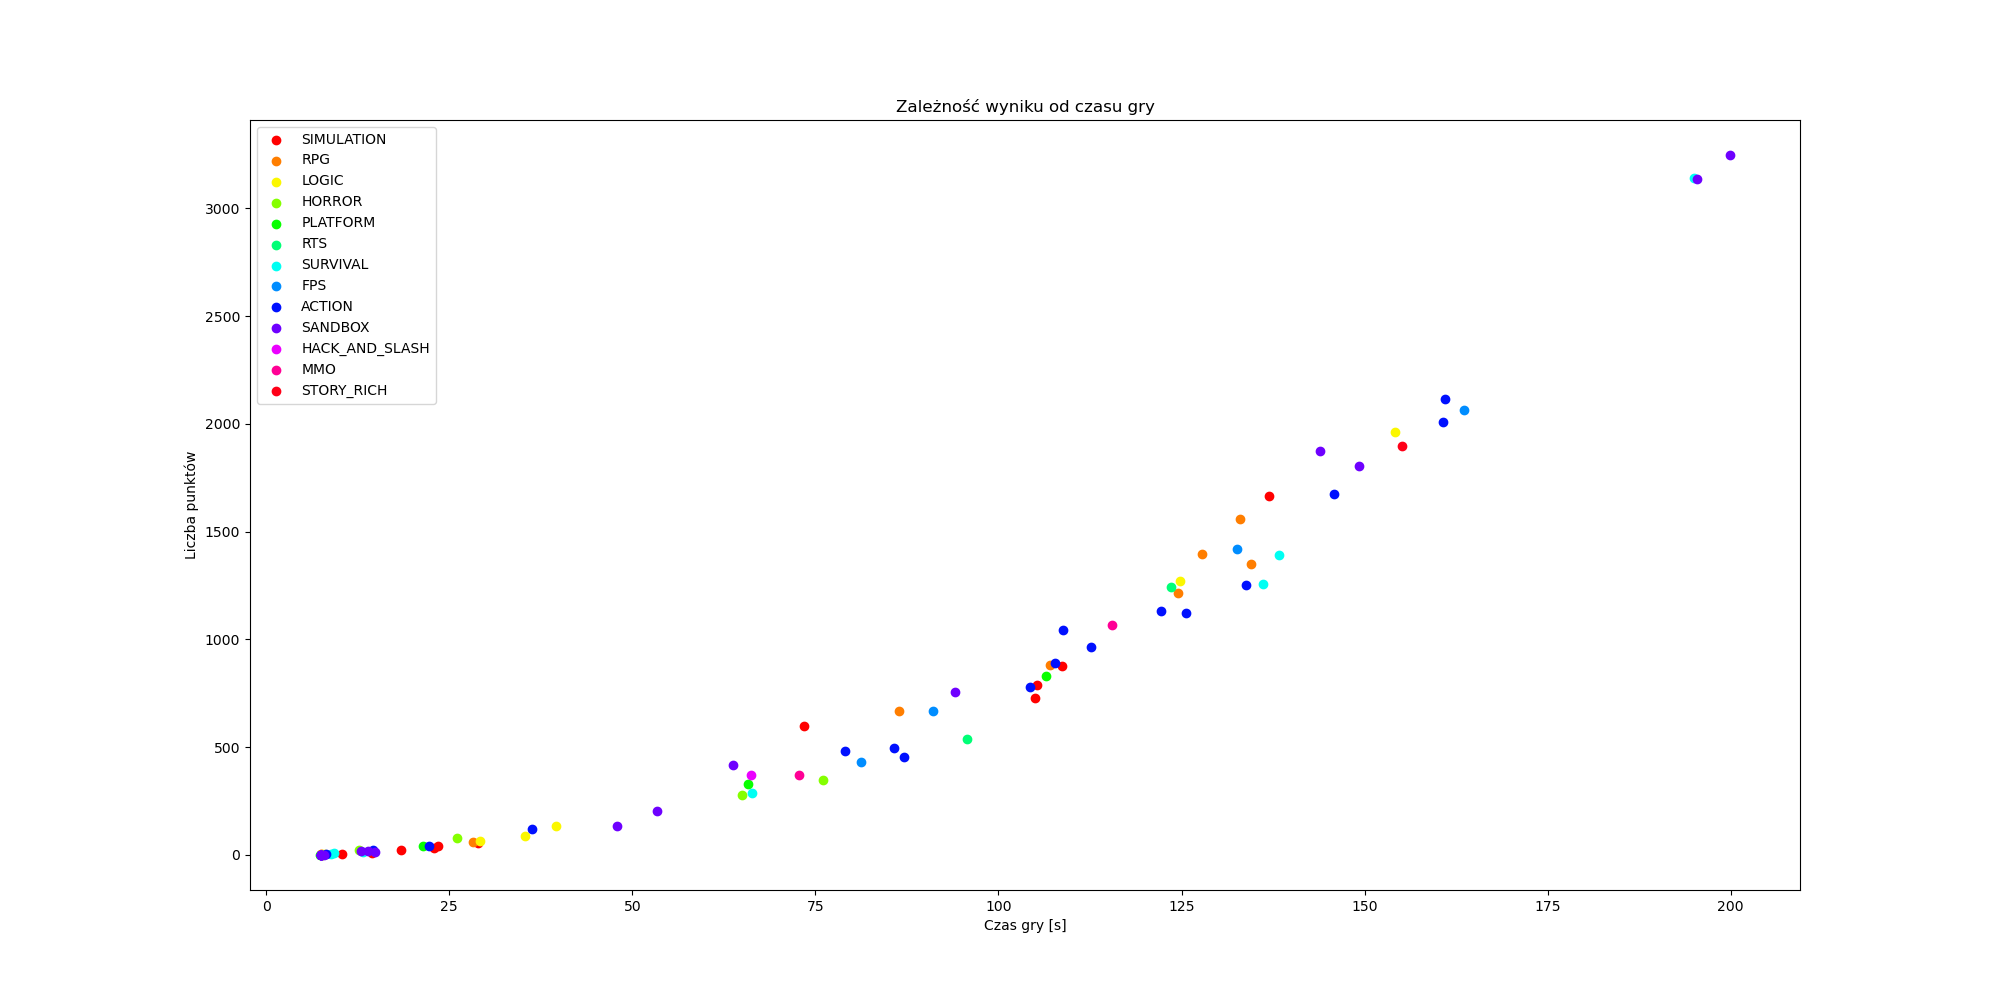 Zależność wyniku od czasu gry
SIMULATION
RPG
LOGIC
HORROR
PLATFORM
RTS
SURVIVAL
FPS
ACTION
SANDBOX
HACK_AND_SLASH
MMO
STORY_RICH
Liczba punktów
3000
2500
2000
1500
1000
500
0
0 25 50 75 100 125 150 175 200
Czas gry [s]